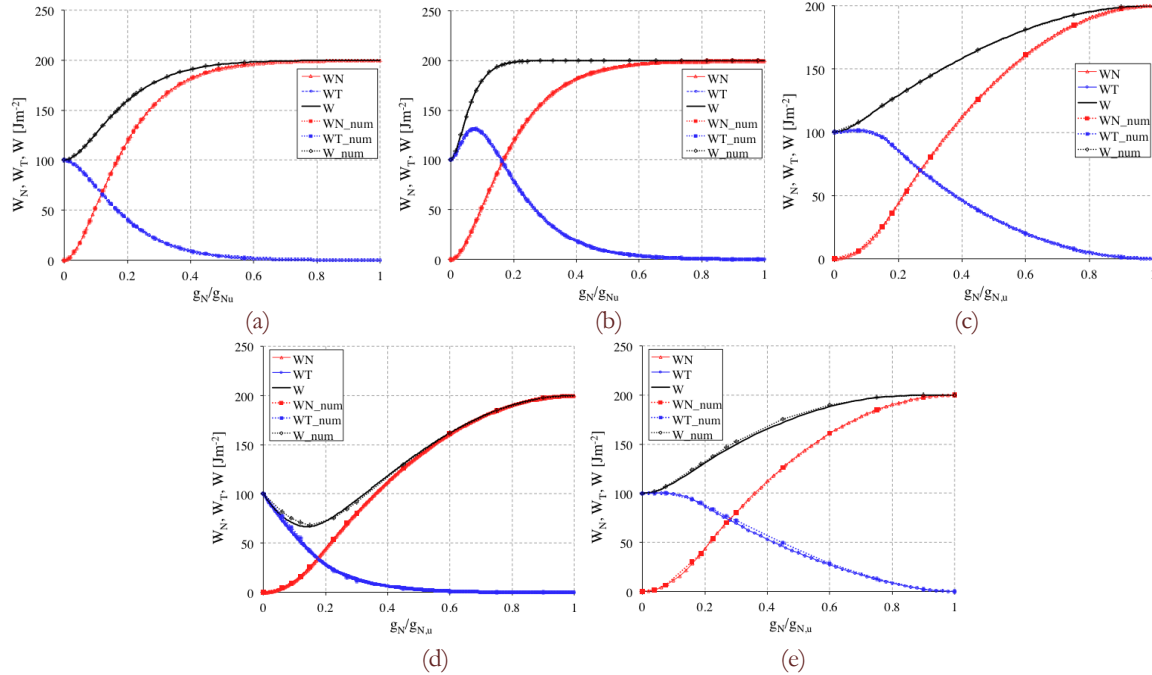 250
200
150
100
50
0
W_N, W_T, W [Jm⁻²]
WN
WT
W
WN_num
WT_num
W_num
0 0.2 0.4 0.6 0.8 1
g_N/g_Nu
(a)
250
200
150
100
50
0
W_N, W_T, W [Jm⁻²]
WN
WT
W
WN_num
WT_num
W_num
0 0.2 0.4 0.6 0.8 1
g_N/g_Nu
(b)
200
150
100
50
0
W_N, W_T, W [Jm⁻²]
WN
WT
W
WN_num
WT_num
W_num
0 0.2 0.4 0.6 0.8 1
g_N/g_N,u
(c)
250
200
150
100
50
0
W_N, W_T, W [Jm⁻²]
WN
WT
W
WN_num
WT_num
W_num
0 0.2 0.4 0.6 0.8 1
g_N/g_N,u
(d)
250
200
150
100
50
0
W_N, W_T, W [Jm⁻²]
WN
WT
W
WN_num
WT_num
W_num
0 0.2 0.4 0.6 0.8 1
g_N/g_N,u
(e)